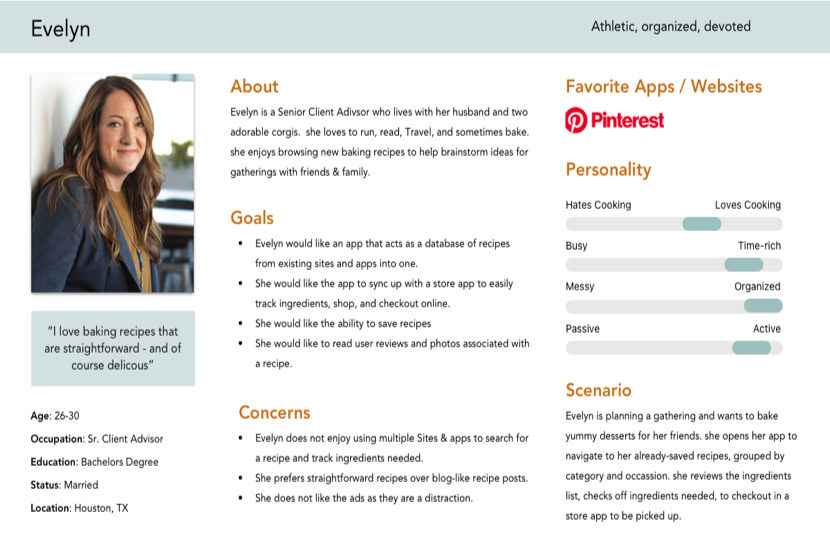 Evelyn
Athletic, organized, devoted
"I love baking recipes that
are straightforward - and of
course delicous"
Age: 26-30
Occupation: Sr. Client Advisor
Education: Bachelors Degree
Status: Married
Location: Houston, TX
About
Evelyn is a Senior Client Adivsor who lives with her husband and two
adorable corgis.  she loves to run, read, Travel, and sometimes bake.
she enjoys browsing new baking recipes to help brainstorm ideas for
gatherings with friends & family.
Goals
• Evelyn would like an app that acts as a database of recipes
from existing sites and apps into one.
• She would like the app to sync up with a store app to easily
track ingredients, shop, and checkout online.
• She would like the ability to save recipes
• She would like to read user reviews and photos associated with
a recipe.
Concerns
• Evelyn does not enjoy using multiple Sites & apps to search for
a recipe and track ingredients needed.
• She prefers straightforward recipes over blog-like recipe posts.
• She does not like the ads as they are a distraction.
Favorite Apps / Websites
Pinterest
Personality
Hates Cooking Loves Cooking
Busy Time-rich
Messy Organized
Passive Active
Scenario
Evelyn is planning a gathering and wants to bake
yummy desserts for her friends. she opens her app to
navigate to her already-saved recipes, grouped by
category and occassion. she reviews the ingredients
list, checks off ingredients needed, to checkout in a
store app to be picked up.